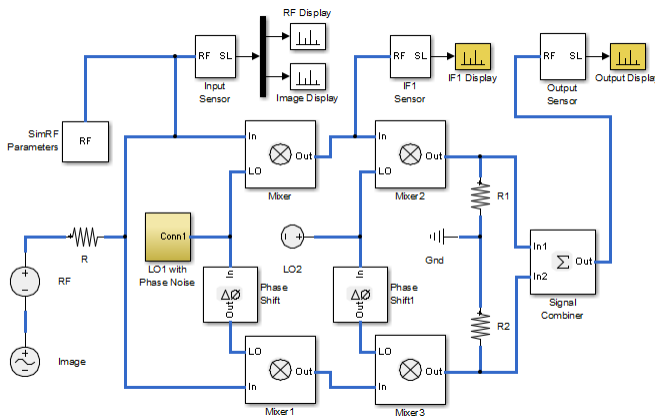 RF Display
RF SL
Input
Sensor
Image Display
RF SL
IF1
Sensor
IF1 Display
RF SL
Output
Sensor
Output Display
SimRF
Parameters
RF
In
LO
Out
Mixer
In
LO
Out
Mixer2
R1
R
Conn1
LO1 with
Phase Noise
LO2
Gnd
In1
In2
Σ
Signal
Combiner
RF
In
ΔØ
Out
Phase
Shift
In
ΔØ
Out
Phase
Shift1
R2
Image
LO
In
Out
Mixer1
LO
In
Out
Mixer3